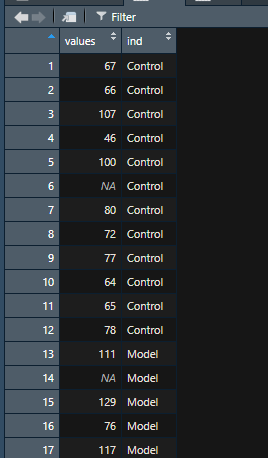 Filter
values ind
1 67 Control
2 66 Control
3 107 Control
4 46 Control
5 100 Control
6 NA Control
7 80 Control
8 72 Control
9 77 Control
10 64 Control
11 65 Control
12 78 Control
13 111 Model
14 NA Model
15 129 Model
16 76 Model
17 117 Model